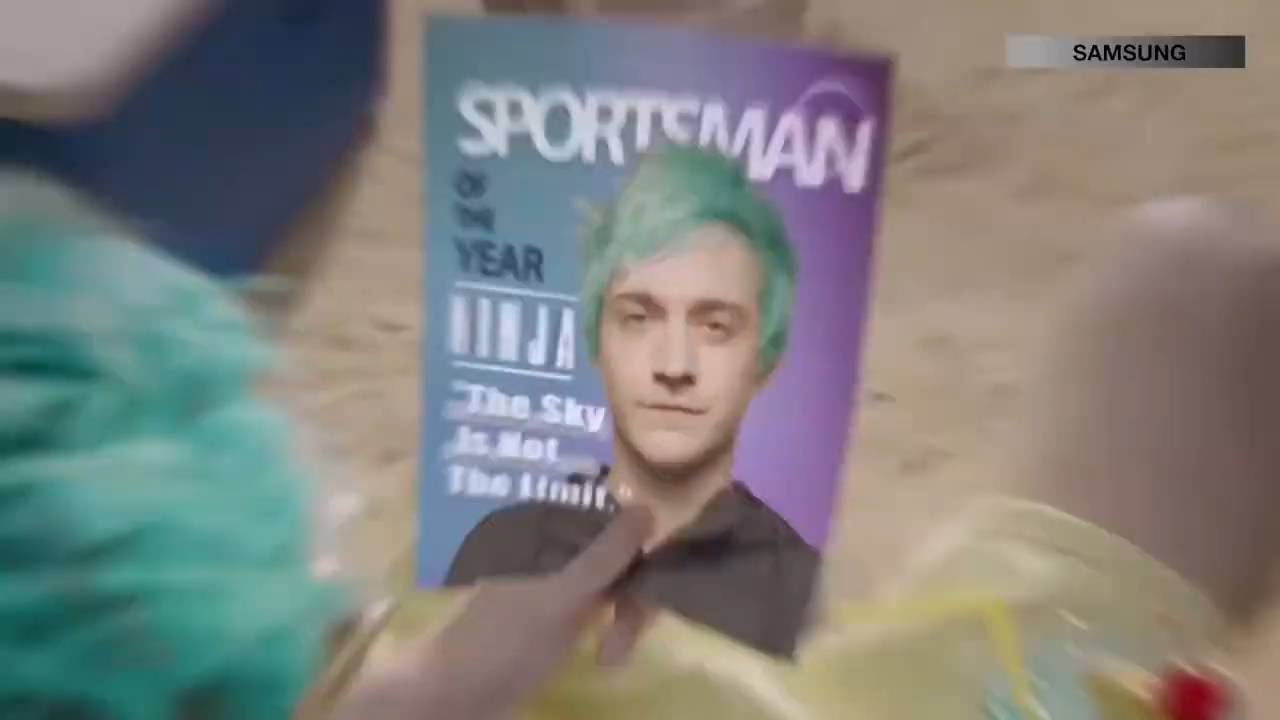 SAMSUNG
SPORTSMAN
OF
THE
YEAR
NINJA
"The Sky
Is Not
The Limit."